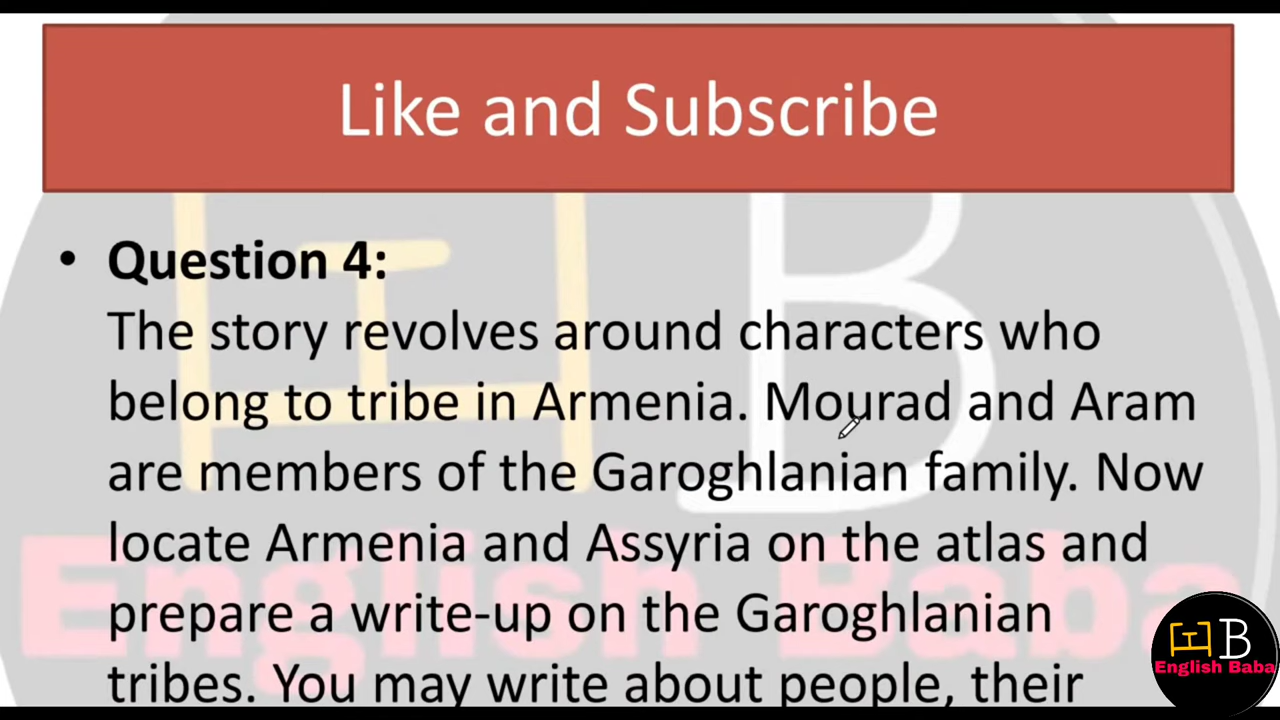 Like and Subscribe
• Question 4:
The story revolves around characters who
belong to tribe in Armenia. Mourad and Aram
are members of the Garoghlanian family. Now
locate Armenia and Assyria on the atlas and
prepare a write-up on the Garoghlanian
tribes. You may write about people, their
English Baba
B
English Baba